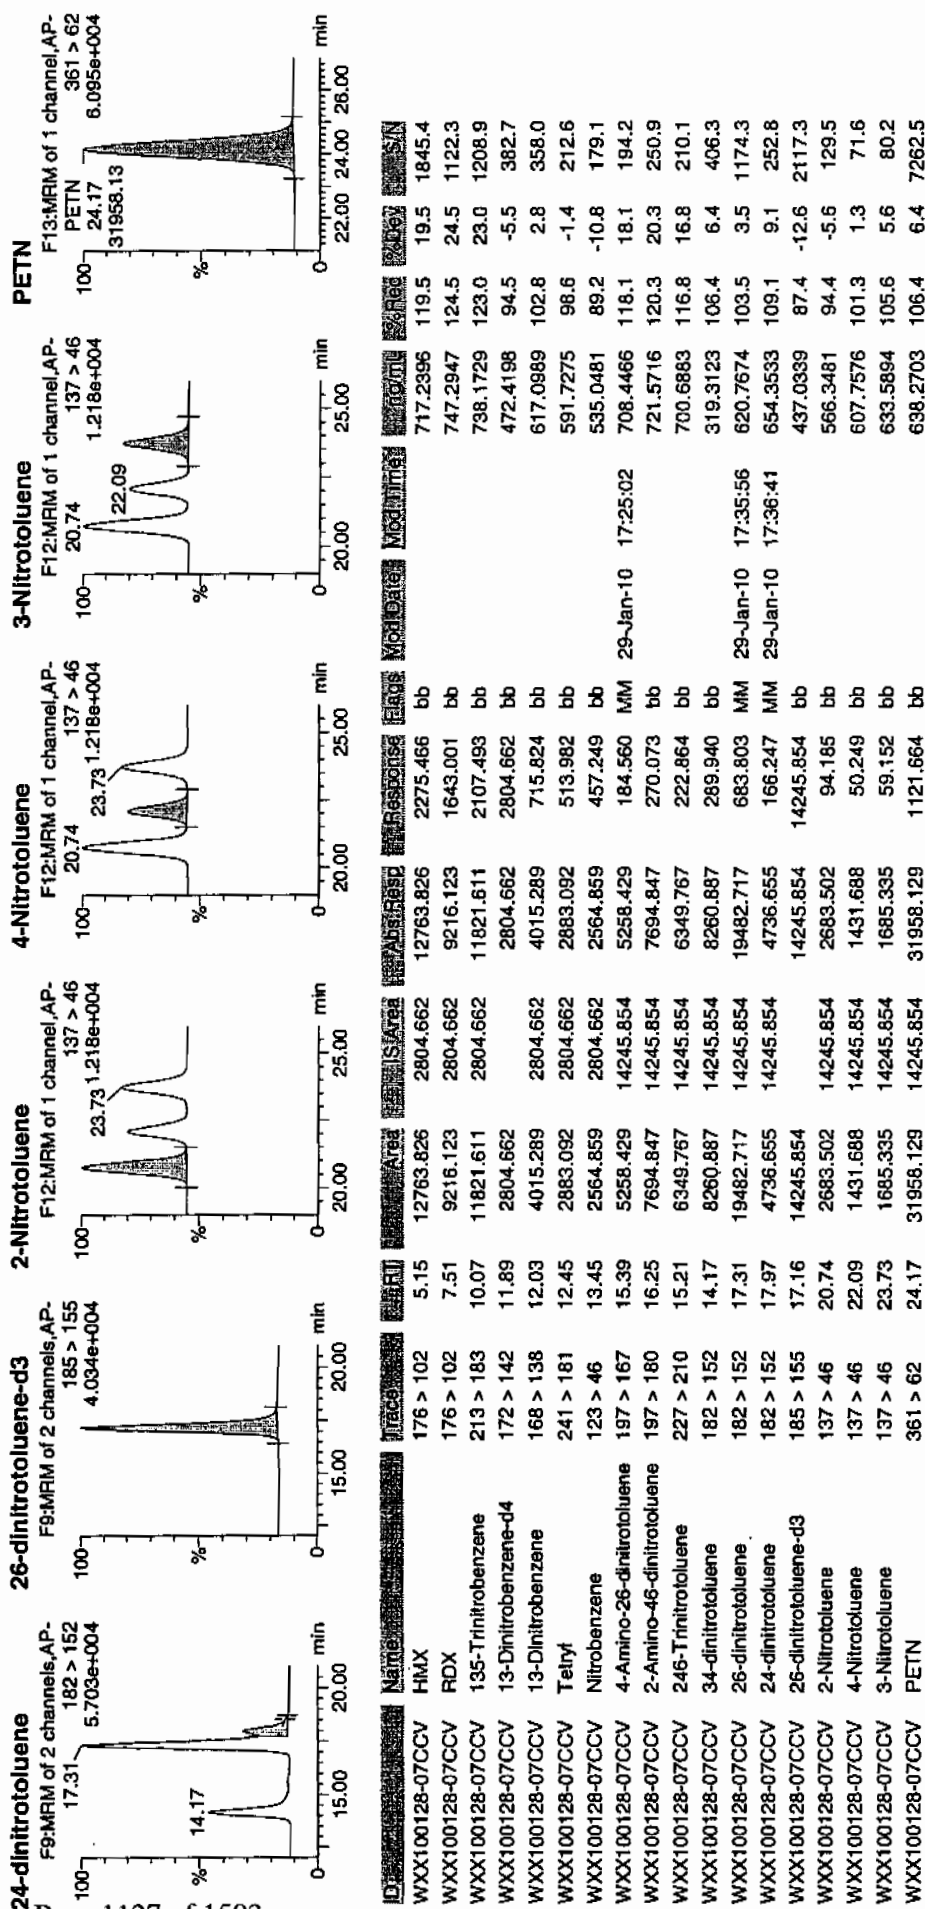 24-dinitrotoluene
F9:MRM of 2 channels,AP-
182 > 152
5.703e+004
17.31
14.17
100
%
0
15.00 20.00 min
26-dinitrotoluene-d3
F9:MRM of 2 channels,AP-
185 > 155
4.034e+004
100
%
0
15.00 20.00 min
2-Nitrotoluene
F12:MRM of 1 channel,AP-
137 > 46
23.73 1.218e+004
100
%
0
20.00 25.00 min
4-Nitrotoluene
F12:MRM of 1 channel,AP-
20.74 137 > 46
23.73 1.218e+004
100
%
0
20.00 25.00 min
3-Nitrotoluene
F12:MRM of 1 channel,AP-
20.74 137 > 46
1.218e+004
22.09
100
%
0
20.00 25.00 min
PETN
F13:MRM of 1 channel,AP-
PETN 361 > 62
24.17 6.095e+004
31958.13
100
%
0
22.00 24.00 26.00 min
ID Name Trace RT Area IS Area Abs.Resp Response Flags Mod.Date Mod.Time ng/ml %Rec %Dev S/N
WXX100128-07CCV HMX 176 > 102 5.15 12763.826 2804.662 12763.826 2275.466 bb 717.2396 119.5 19.5 1845.4
WXX100128-07CCV RDX 176 > 102 7.51 9216.123 2804.662 9216.123 1643.001 bb 747.2947 124.5 24.5 1122.3
WXX100128-07CCV 135-Trinitrobenzene 213 > 183 10.07 11821.611 2804.662 11821.611 2107.493 bb 738.1729 123.0 23.0 1208.9
WXX100128-07CCV 13-Dinitrobenzene-d4 172 > 142 11.89 2804.662 2804.662 2804.662 bb 472.4198 94.5 -5.5 382.7
WXX100128-07CCV 13-Dinitrobenzene 168 > 138 12.03 4015.289 2804.662 4015.289 715.824 bb 617.0989 102.8 2.8 358.0
WXX100128-07CCV Tetryl 241 > 181 12.45 2883.092 2804.662 2883.092 513.982 bb 591.7275 98.6 -1.4 212.6
WXX100128-07CCV Nitrobenzene 123 > 46 13.45 2564.859 2804.662 2564.859 457.249 bb 535.0481 89.2 -10.8 179.1
WXX100128-07CCV 4-Amino-26-dinitrotoluene 197 > 167 15.39 5258.429 14245.854 5258.429 184.560 MM 29-Jan-10 17:25:02 708.4466 118.1 18.1 194.2
WXX100128-07CCV 2-Amino-46-dinitrotoluene 197 > 180 16.25 7694.847 14245.854 7694.847 270.073 bb 721.5716 120.3 20.3 250.9
WXX100128-07CCV 246-Trinitrotoluene 227 > 210 15.21 6349.767 14245.854 6349.767 222.864 bb 700.6883 116.8 16.8 210.1
WXX100128-07CCV 34-dinitrotoluene 182 > 152 14.17 8260.887 14245.854 8260.887 289.940 bb 319.3123 106.4 6.4 406.3
WXX100128-07CCV 26-dinitrotoluene 182 > 152 17.31 19482.717 14245.854 19482.717 683.803 MM 29-Jan-10 17:35:56 620.7674 103.5 3.5 1174.3
WXX100128-07CCV 24-dinitrotoluene 182 > 152 17.97 4736.655 14245.854 4736.655 166.247 MM 29-Jan-10 17:36:41 654.3533 109.1 9.1 252.8
WXX100128-07CCV 26-dinitrotoluene-d3 185 > 155 17.16 14245.854 14245.854 14245.854 bb 437.0339 87.4 -12.6 2117.3
WXX100128-07CCV 2-Nitrotoluene 137 > 46 20.74 2683.502 14245.854 2683.502 94.185 bb 566.3481 94.4 -5.6 129.5
WXX100128-07CCV 4-Nitrotoluene 137 > 46 22.09 1431.688 14245.854 1431.688 50.249 bb 607.7576 101.3 1.3 71.6
WXX100128-07CCV 3-Nitrotoluene 137 > 46 23.73 1685.335 14245.854 1685.335 59.152 bb 633.5894 105.6 5.6 80.2
WXX100128-07CCV PETN 361 > 62 24.17 31958.129 14245.854 31958.129 1121.664 bb 638.2703 106.4 6.4 7262.5